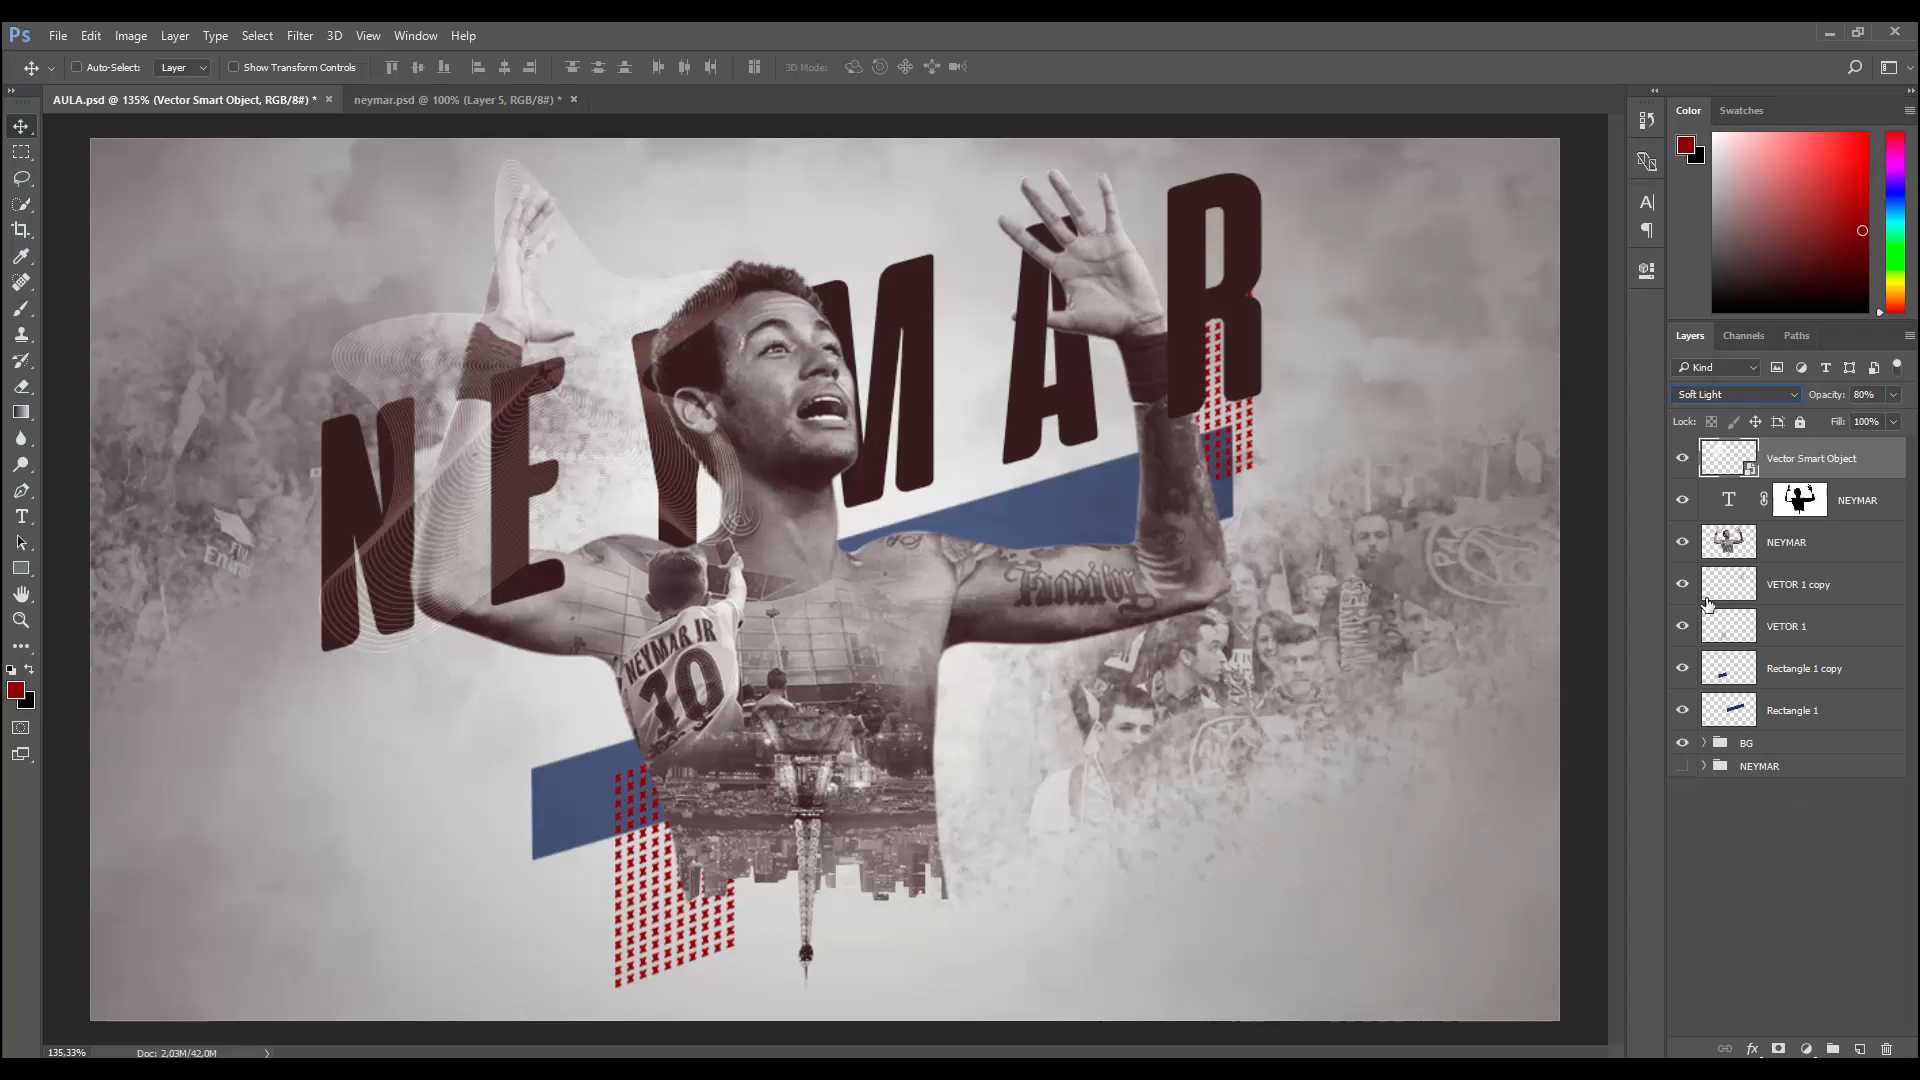 Ps File Edit Image Layer Type Select Filter 3D View Window Help
Auto-Select: Layer Show Transform Controls 3D Mode:
AULA.psd @ 135% (Vector Smart Object, RGB/8#) * × neymar.psd @ 100% (Layer 5, RGB/8#) * ×
Color Swatches
NEYMAR
Family
NEYMAR JR
10
Fly
Emirates
Layers Channels Paths
Kind
Soft Light Opacity: 80%
Lock: Fill: 100%
Vector Smart Object
T NEYMAR
NEYMAR
VETOR 1 copy
VETOR 1
Rectangle 1 copy
Rectangle 1
BG
NEYMAR
135,33% Doc: 2,03M/42,0M
fx